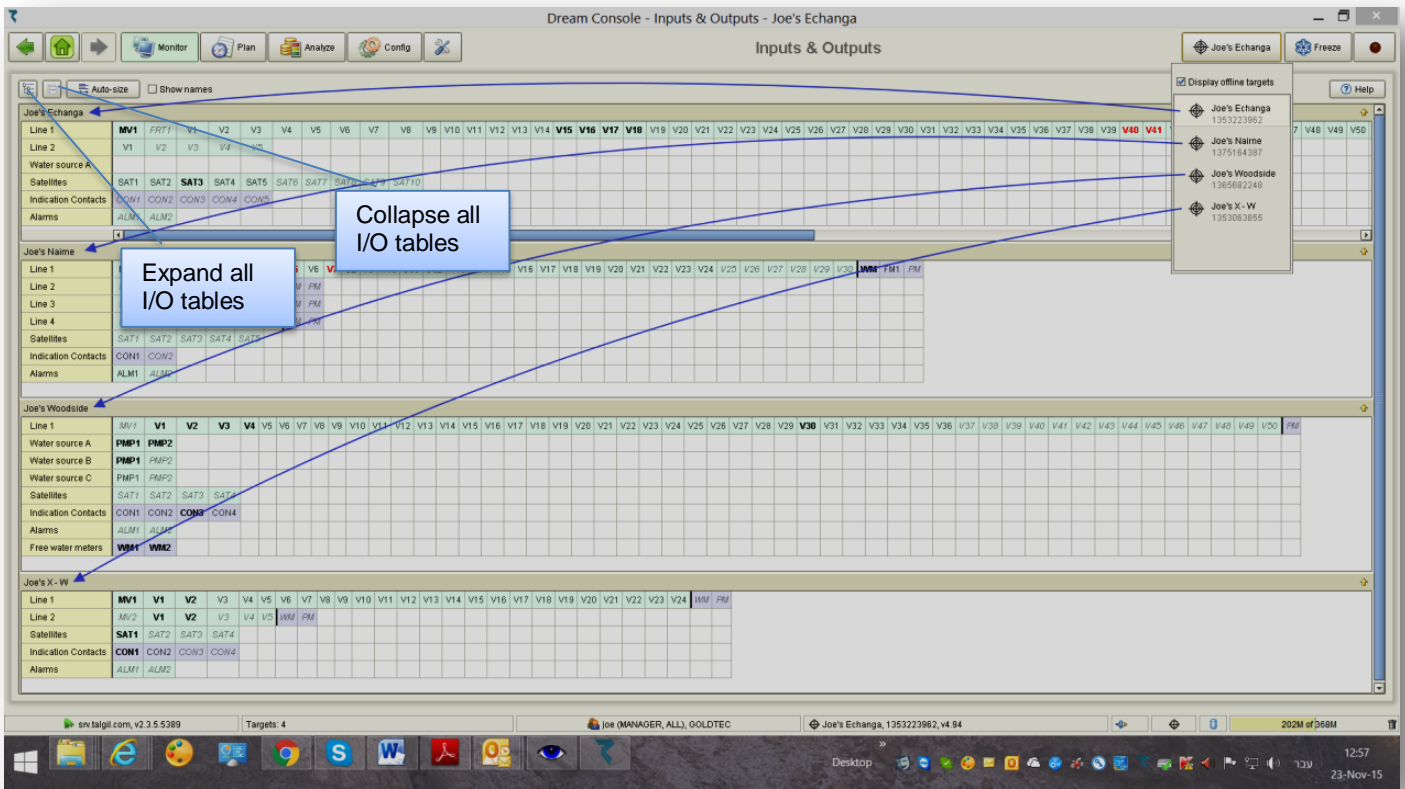 Dream Console - Inputs & Outputs - Joe's Echanga
Monitor Plan Analyze Config Inputs & Outputs Joe's Echanga Freeze
Auto-size Show names Display offline targets Help
Joe's Echanga
1353223962
Joe's Nairne
1375164387
Joe's Woodside
1365682248
Joe's X - W
1353063855
Joe's Echanga
Line 1 MV1 FRT1 V1 V2 V3 V4 V5 V6 V7 V8 V9 V10 V11 V12 V13 V14 V15 V16 V17 V18 V19 V20 V21 V22 V23 V24 V25 V26 V27 V28 V29 V30 V31 V32 V33 V34 V35 V36 V37 V38 V39 V40 V41 V48 V49 V50
Line 2 V1 V2 V3 V4 V5
Water source A
Satellites SAT1 SAT2 SAT3 SAT4 SAT5 SAT6 SAT7 SAT8 SAT9 SAT10
Indication Contacts CON1 CON2 CON3 CON4 CON5
Alarms ALM1 ALM2
Collapse all
I/O tables
Expand all
I/O tables
Joe's Nairne
Line 1 V6 V16 V17 V18 V19 V20 V21 V22 V23 V24 V25 V26 V27 V28 V29 V30 WM FM1 PM
Line 2 PM
Line 3 PM
Line 4 PM
Satellites SAT1 SAT2 SAT3 SAT4 SAT5
Indication Contacts CON1 CON2
Alarms ALM1 ALM2
Joe's Woodside
Line 1 MV1 V1 V2 V3 V4 V5 V6 V7 V8 V9 V10 V11 V12 V13 V14 V15 V16 V17 V18 V19 V20 V21 V22 V23 V24 V25 V26 V27 V28 V29 V30 V31 V32 V33 V34 V35 V36 V37 V38 V39 V40 V41 V42 V43 V44 V45 V46 V47 V48 V49 V50 PM
Water source A PMP1 PMP2
Water source B PMP1 PMP2
Water source C PMP1 PMP2
Satellites SAT1 SAT2 SAT3 SAT4
Indication Contacts CON1 CON2 CON3 CON4
Alarms ALM1 ALM2
Free water meters WM1 WM2
Joe's X - W
Line 1 MV1 V1 V2 V3 V4 V5 V6 V7 V8 V9 V10 V11 V12 V13 V14 V15 V16 V17 V18 V19 V20 V21 V22 V23 V24 WM PM
Line 2 MV2 V1 V2 V3 V4 V5 WM PM
Satellites SAT1 SAT2 SAT3 SAT4
Indication Contacts CON1 CON2 CON3 CON4
Alarms ALM1 ALM2
srv.talgil.com, v2.3.5.5389 Targets: 4 joe (MANAGER, ALL), GOLDTEC Joe's Echanga, 1353223962, v4.94 202M of 368M
Desktop עבר 12:57
23-Nov-15